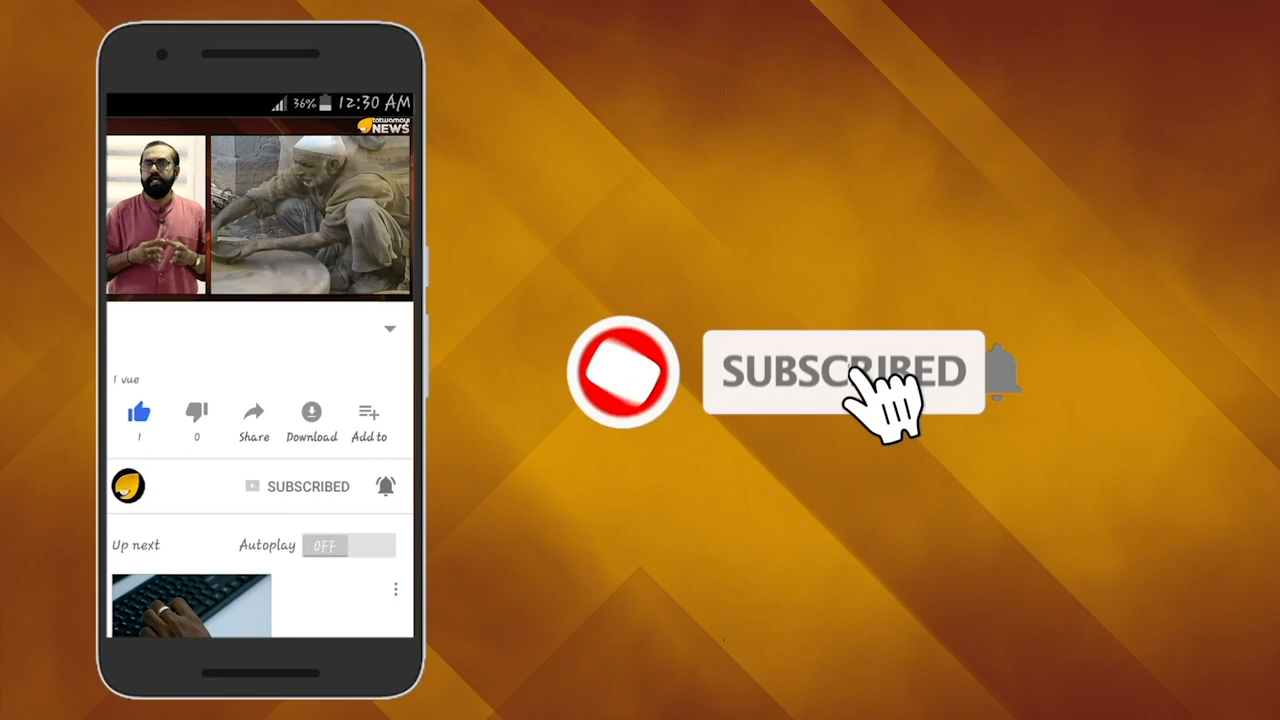 36% 12:30 AM
tatwamayi
NEWS
1 vue
1
0
Share
Download
Add to
SUBSCRIBED
Up next
Autoplay
OFF
SUBSCRIBED